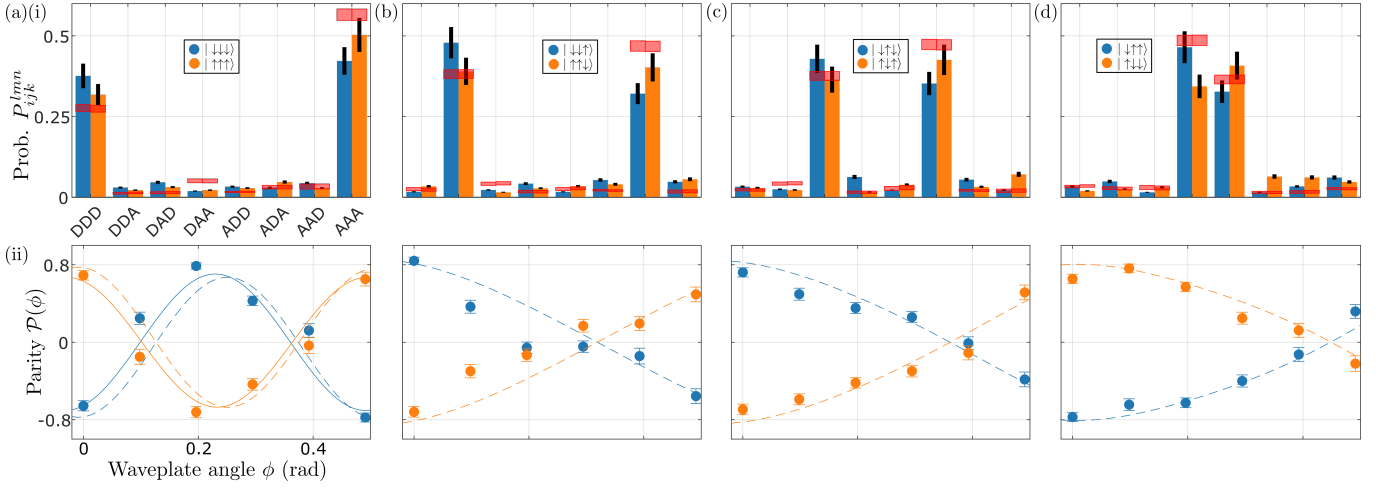 (a)(i)
(b)
(c)
(d)
Prob. P_{ijk}^{lmn}
0.5
0.25
0
|↓↓↓⟩
|↑↑↑⟩
|↓↓↑⟩
|↑↑↓⟩
|↓↑↓⟩
|↑↓↑⟩
|↓↑↑⟩
|↑↓↓⟩
DDD DDA DAD DAA ADD ADA AAD AAA
(ii)
Parity 𝒫(ϕ)
0.8
0
-0.8
0 0.2 0.4
Waveplate angle ϕ (rad)